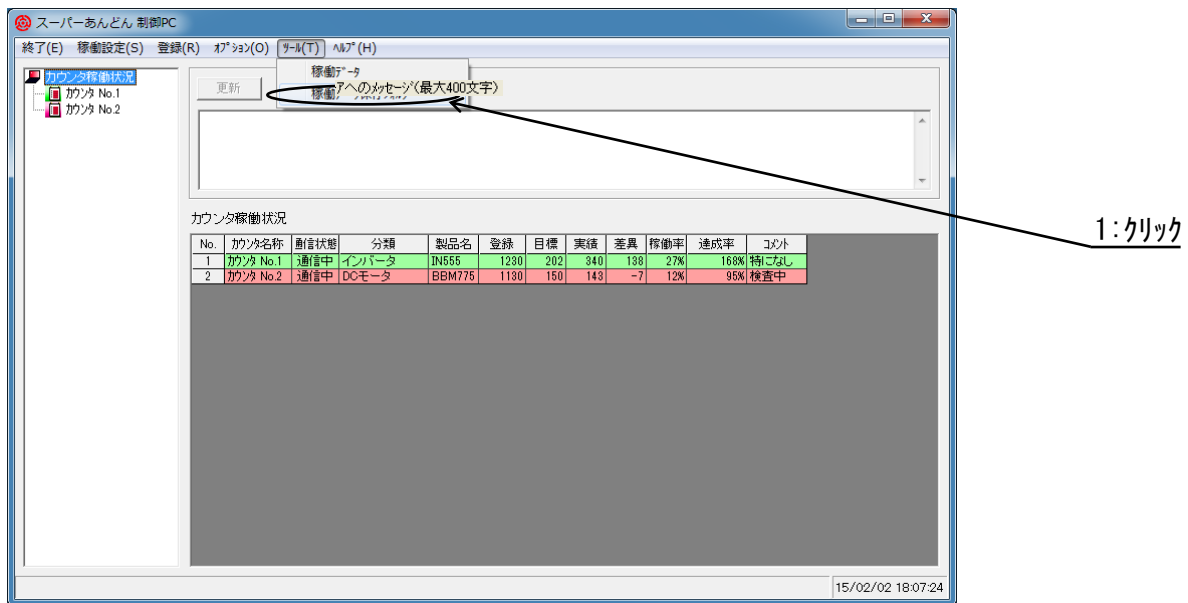 スーパーあんどん 制御PC
終了(E) 稼働設定(S) 登録(R) ｵﾌﾟｼｮﾝ(O) ﾂｰﾙ(T) ﾍﾙﾌﾟ(H)
カウンタ稼働状況
ｶｳﾝﾀ No.1
ｶｳﾝﾀ No.2
稼働ﾃﾞｰﾀ
更新
稼働
ｱへのﾒｯｾｰｼﾞ(最大400文字)
カウンタ稼働状況
No. ｶｳﾝﾀ名称 通信状態 分類 製品名 登録 目標 実績 差異 稼働率 達成率 ｺﾒﾝﾄ
1 ｶｳﾝﾀ No.1 通信中 インバータ IN555 1230 202 340 138 27% 168% 特になし
2 ｶｳﾝﾀ No.2 通信中 DCモータ BBM775 1130 150 143 -7 12% 95% 検査中
1:ｸﾘｯｸ
15/02/02 18:07:24